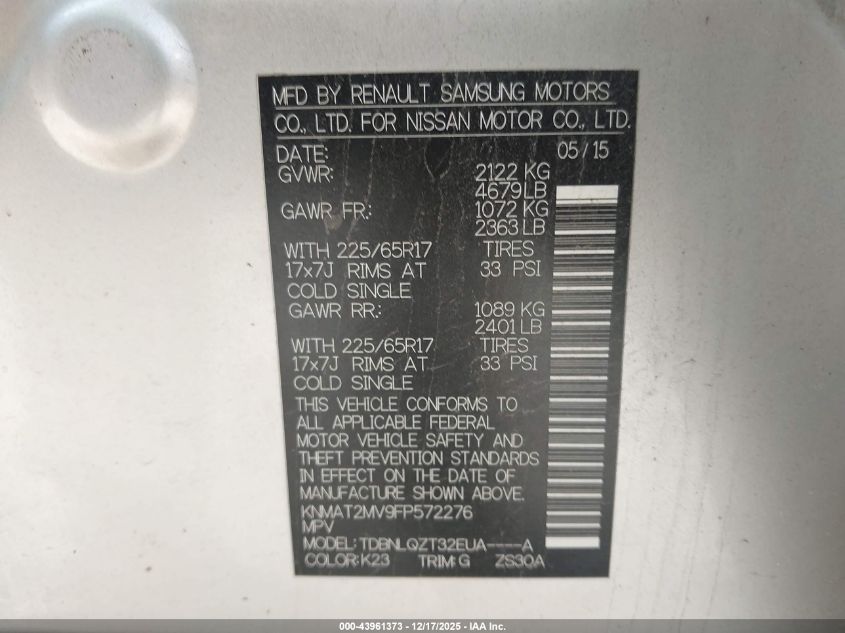 MFD BY RENAULT SAMSUNG MOTORS
CO., LTD. FOR NISSAN MOTOR CO., LTD.
DATE: 05/15
GVWR: 2122 KG
4679LB
GAWR FR.: 1072 KG
2363LB
WITH 225/65R17 TIRES
17x7J RIMS AT 33 PSI
COLD SINGLE
GAWR RR.: 1089 KG
2401LB
WITH 225/65R17 TIRES
17x7J RIMS AT 33 PSI
COLD SINGLE
THIS VEHICLE CONFORMS TO
ALL APPLICABLE FEDERAL
MOTOR VEHICLE SAFETY AND
THEFT PREVENTION STANDARDS
IN EFFECT ON THE DATE OF
MANUFACTURE SHOWN ABOVE.
KNMAT2MV9FP572276
MPV
MODEL: TDBNLQZT32EUA----A
COLOR:K23 TRIM:G ZS30A
000-43961373 - 12/17/2025 - IAA Inc.